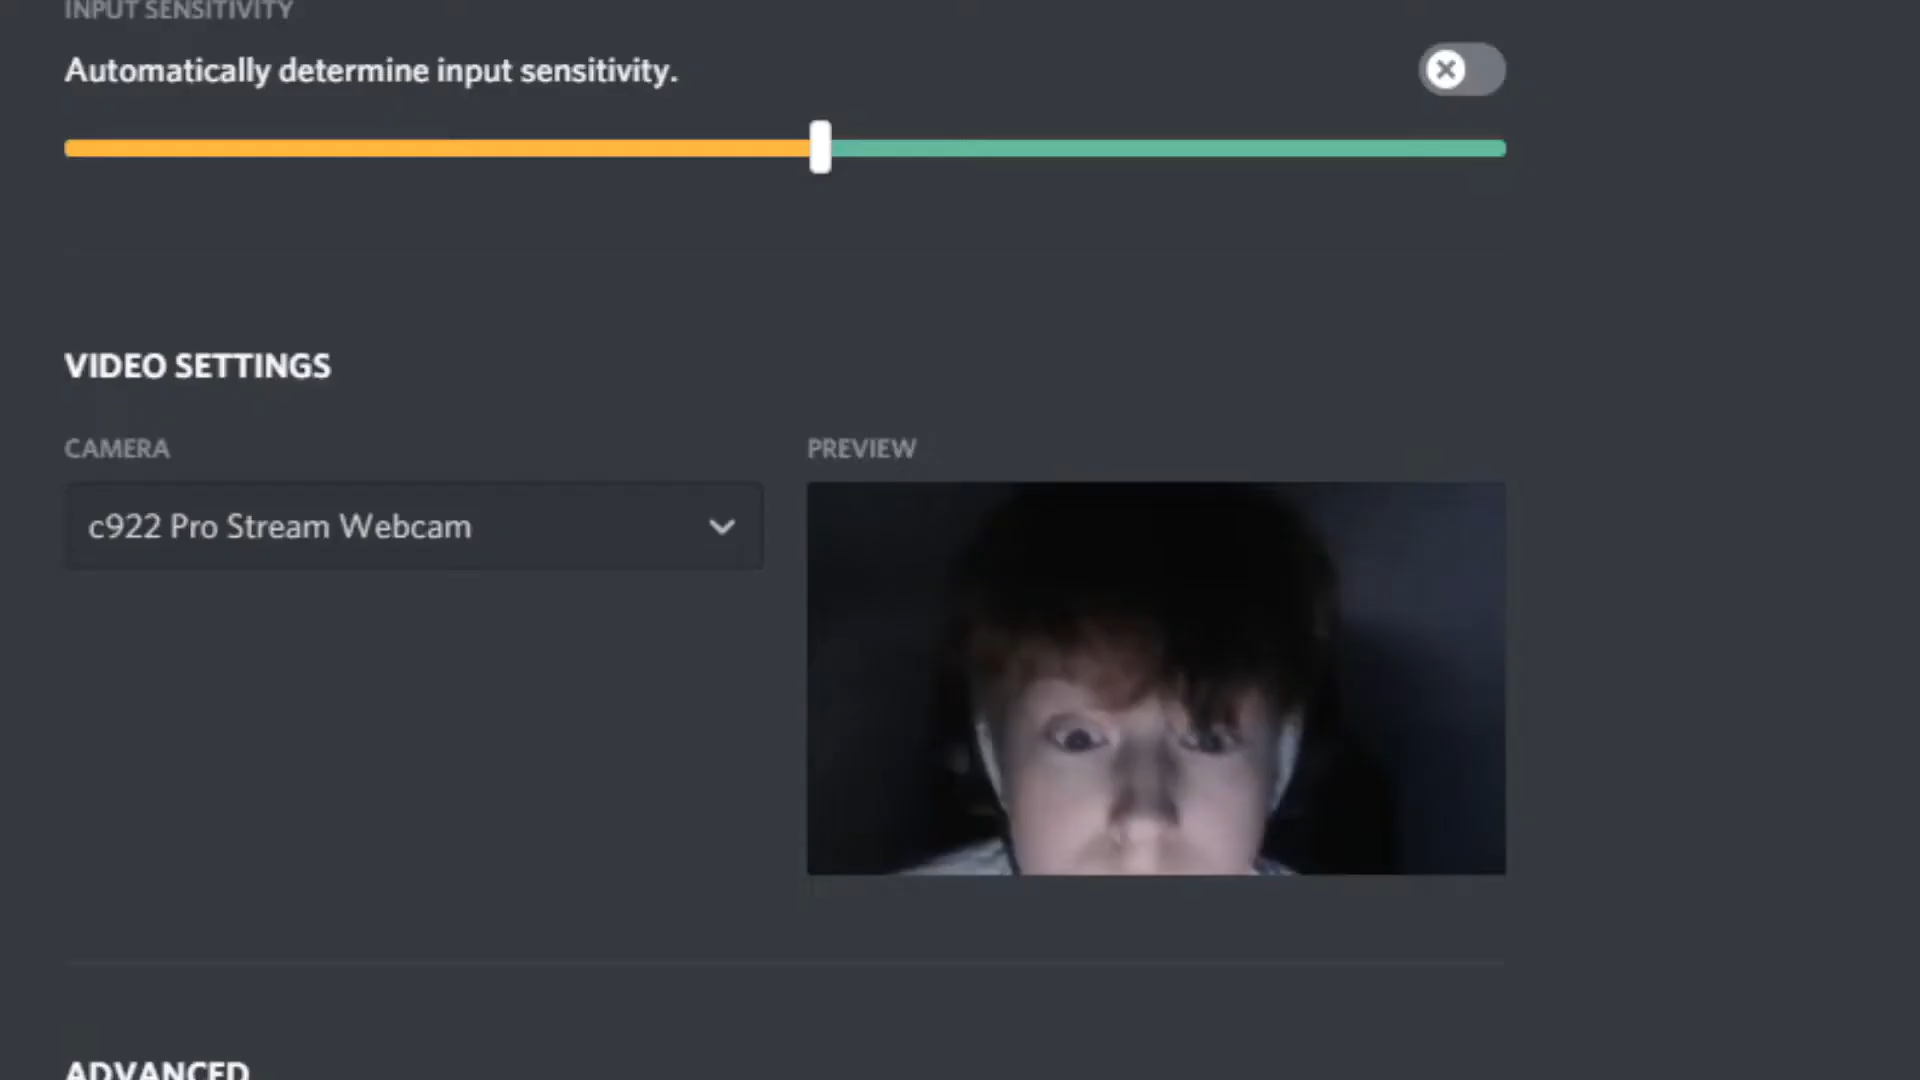 INPUT SENSITIVITY
Automatically determine input sensitivity.
VIDEO SETTINGS
CAMERA
PREVIEW
c922 Pro Stream Webcam
ADVANCED